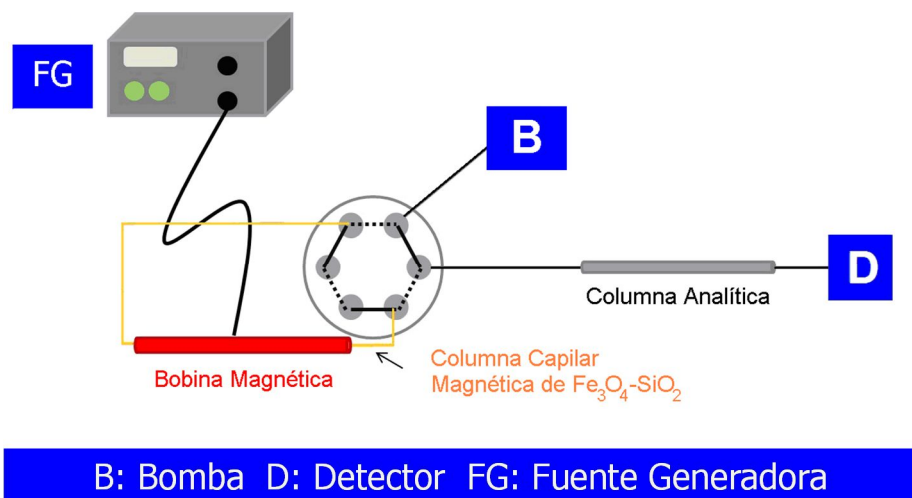 FG
B
D
Columna Analítica
Bobina Magnética
Columna Capilar
Magnética de Fe₃O₄-SiO₂
B: Bomba D: Detector FG: Fuente Generadora